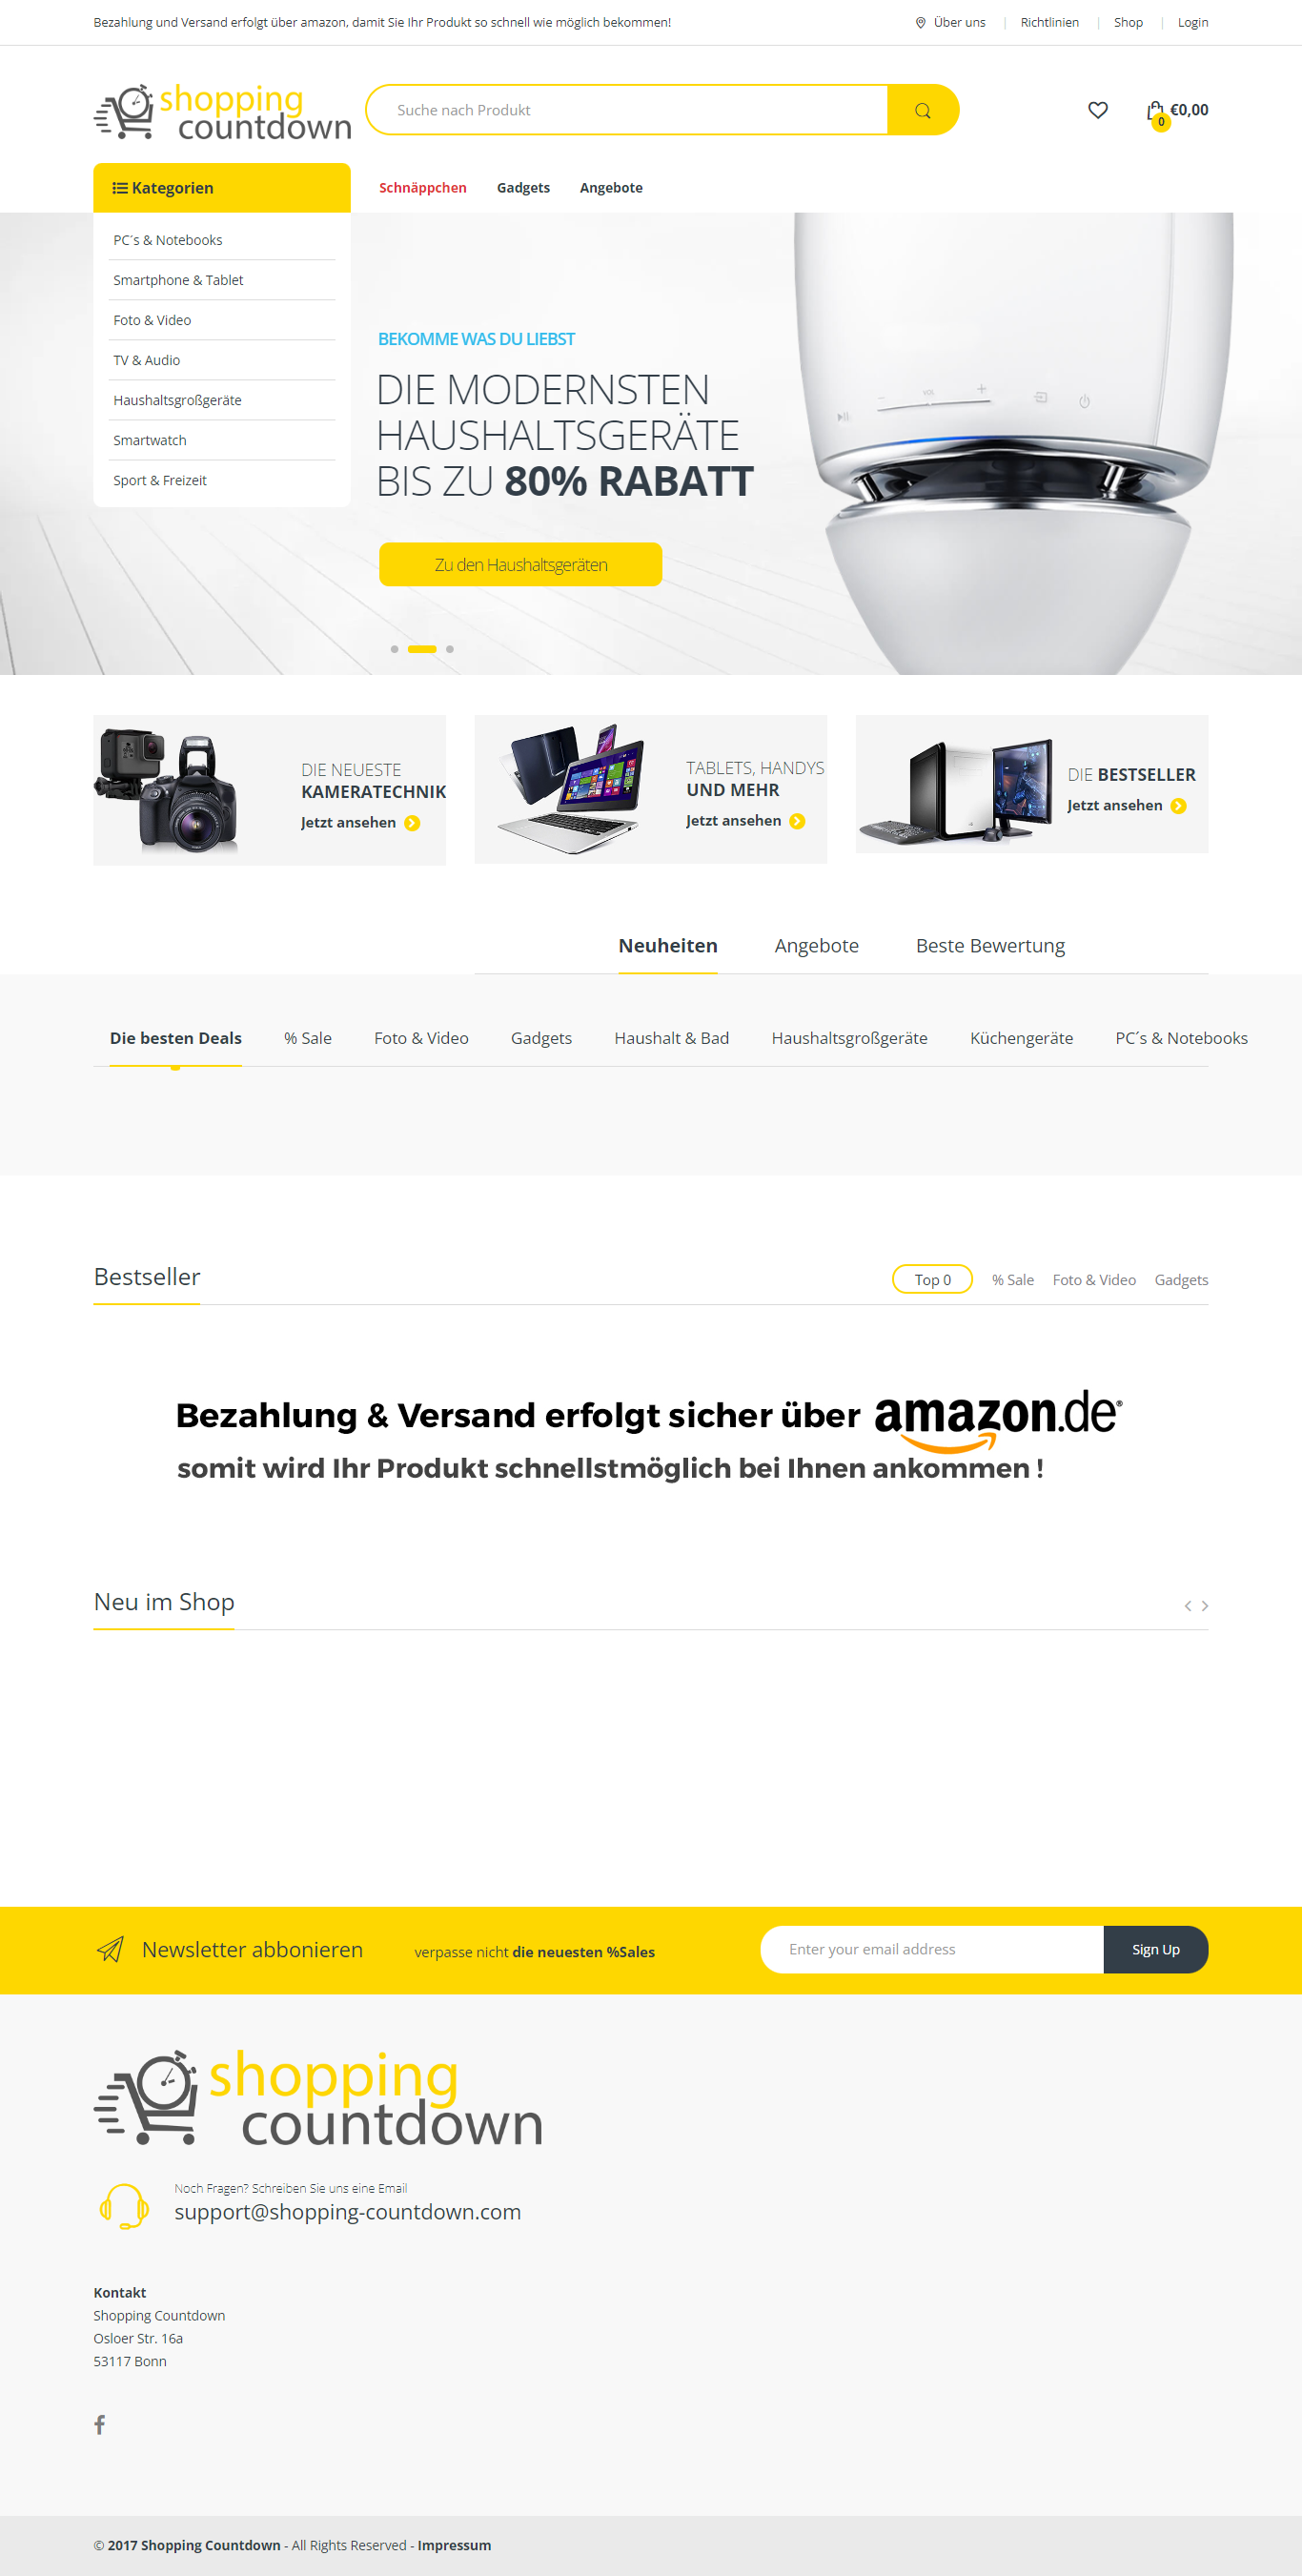 Bezahlung und Versand erfolgt über amazon, damit Sie Ihr Produkt so schnell wie möglich bekommen!
Über uns
Richtlinien
Shop
Login
shopping
countdown
Suche nach Produkt
0
€0,00
Kategorien
Schnäppchen
Gadgets
Angebote
PC´s & Notebooks
Smartphone & Tablet
Foto & Video
TV & Audio
Haushaltsgroßgeräte
Smartwatch
Sport & Freizeit
BEKOMME WAS DU LIEBST
DIE MODERNSTEN
HAUSHALTSGERÄTE
BIS ZU 80% RABATT
Zu den Haushaltsgeräten
VOL
DIE NEUESTE
KAMERATECHNIK
Jetzt ansehen
TABLETS, HANDYS
UND MEHR
Jetzt ansehen
DIE BESTSELLER
Jetzt ansehen
Neuheiten
Angebote
Beste Bewertung
Die besten Deals
% Sale
Foto & Video
Gadgets
Haushalt & Bad
Haushaltsgroßgeräte
Küchengeräte
PC´s & Notebooks
Bestseller
Top 0
% Sale
Foto & Video
Gadgets
Bezahlung & Versand erfolgt sicher über amazon.de®
somit wird Ihr Produkt schnellstmöglich bei Ihnen ankommen !
Neu im Shop
Newsletter abbonieren
verpasse nicht die neuesten %Sales
Enter your email address
Sign Up
shopping
countdown
Noch Fragen? Schreiben Sie uns eine Email
support@shopping-countdown.com
Kontakt
Shopping Countdown
Osloer Str. 16a
53117 Bonn
© 2017 Shopping Countdown - All Rights Reserved - Impressum